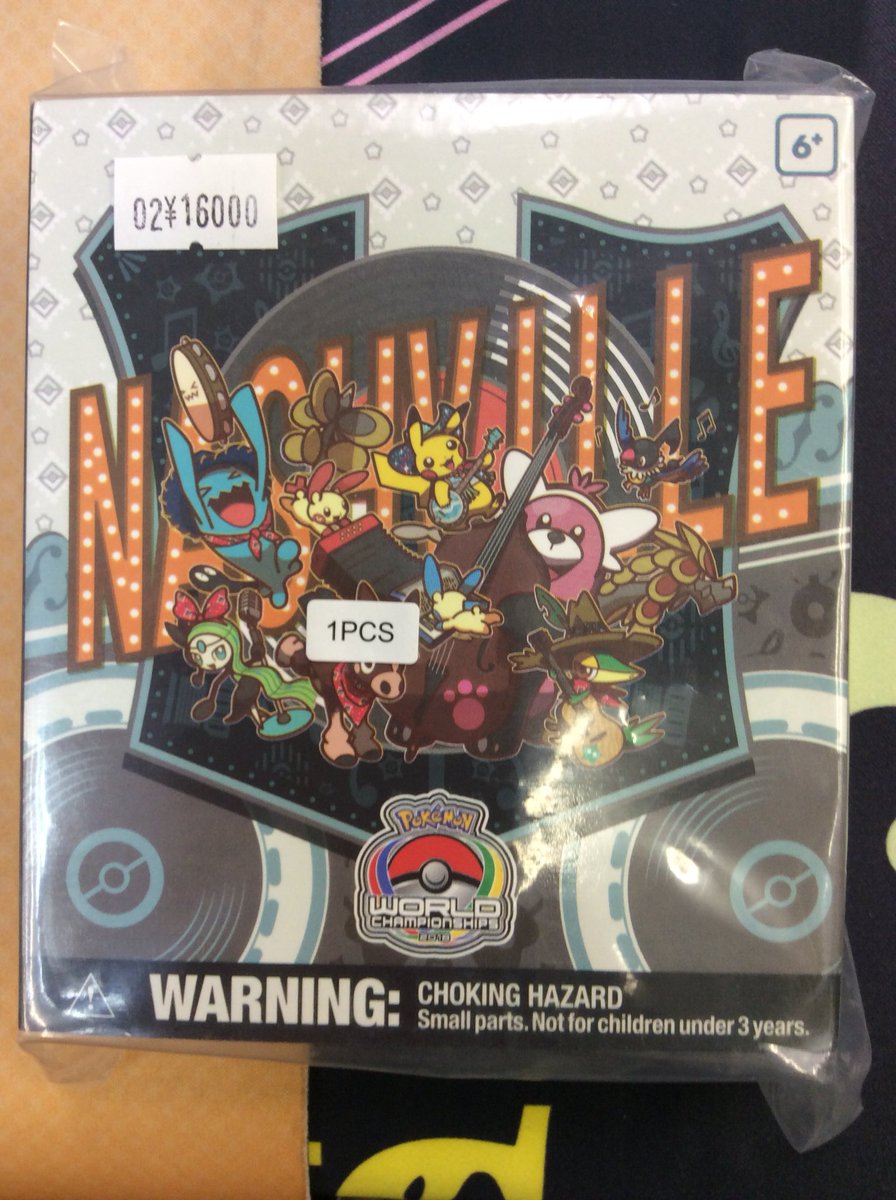 6+
02¥16000
NASHVILLE
1PCS
POKéMON
WORLD
CHAMPIONSHIPS
2018
WARNING:
CHOKING HAZARD
Small parts. Not for children under 3 years.